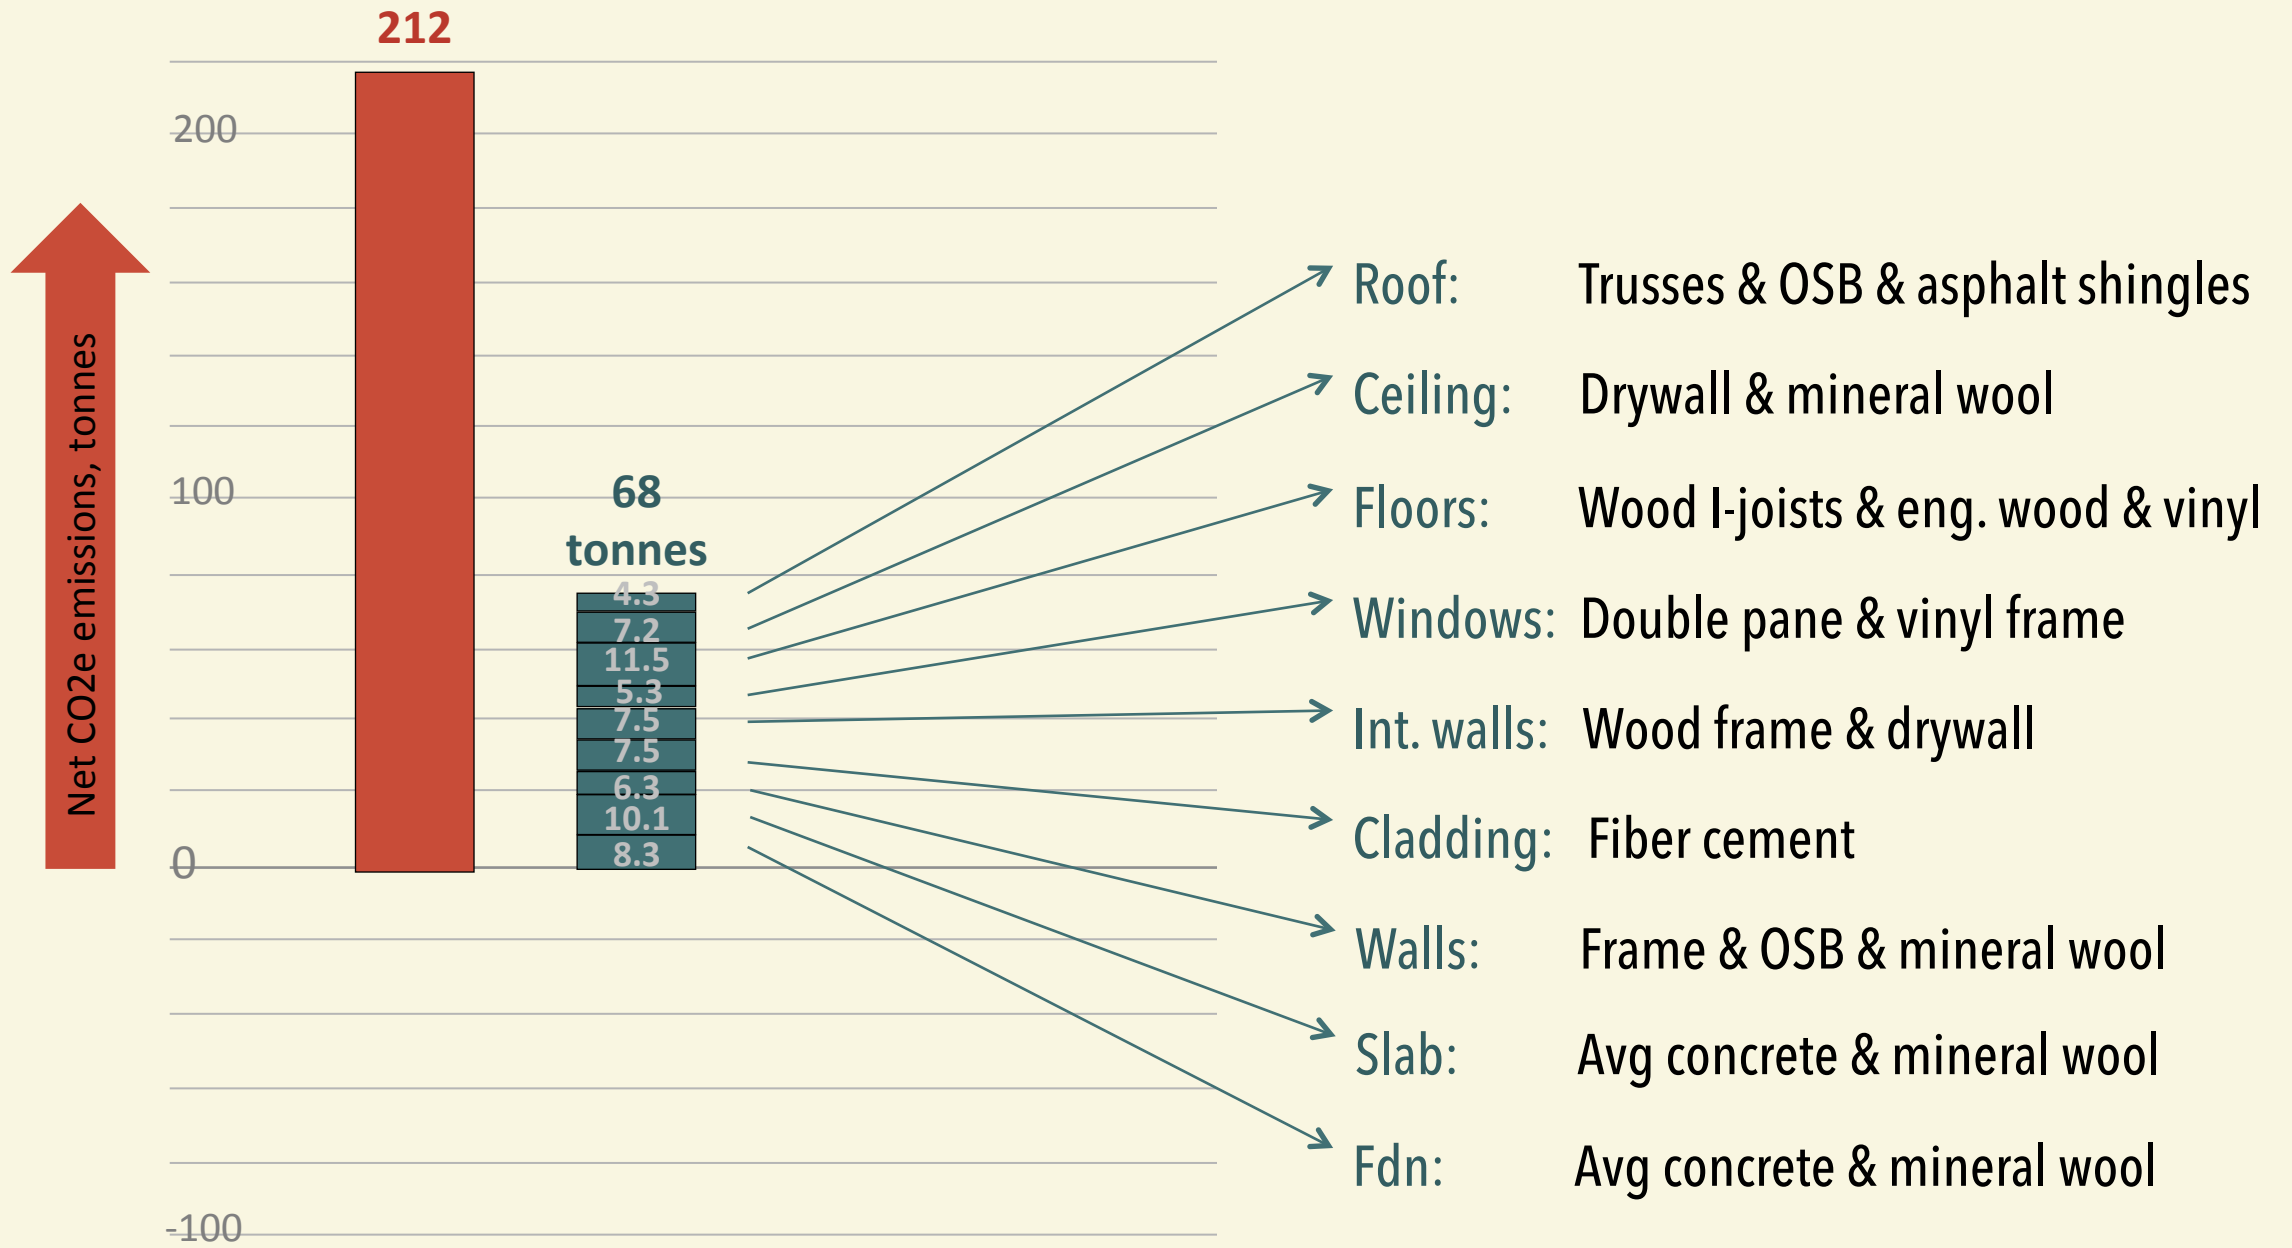 212
200
100
0
-100
Net CO2e emissions, tonnes
68
tonnes
4.3
7.2
11.5
5.3
7.5
7.5
6.3
10.1
8.3
Roof: Trusses & OSB & asphalt shingles
Ceiling: Drywall & mineral wool
Floors: Wood I-joists & eng. wood & vinyl
Windows: Double pane & vinyl frame
Int. walls: Wood frame & drywall
Cladding: Fiber cement
Walls: Frame & OSB & mineral wool
Slab: Avg concrete & mineral wool
Fdn: Avg concrete & mineral wool